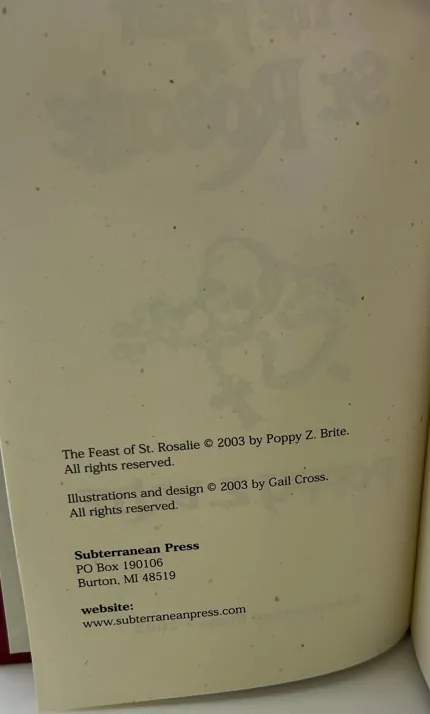 The Feast of St. Rosalie © 2003 by Poppy Z. Brite.
All rights reserved.
Illustrations and design © 2003 by Gail Cross.
All rights reserved.
Subterranean Press
PO Box 190106
Burton, MI 48519
website:
www.subterraneanpress.com